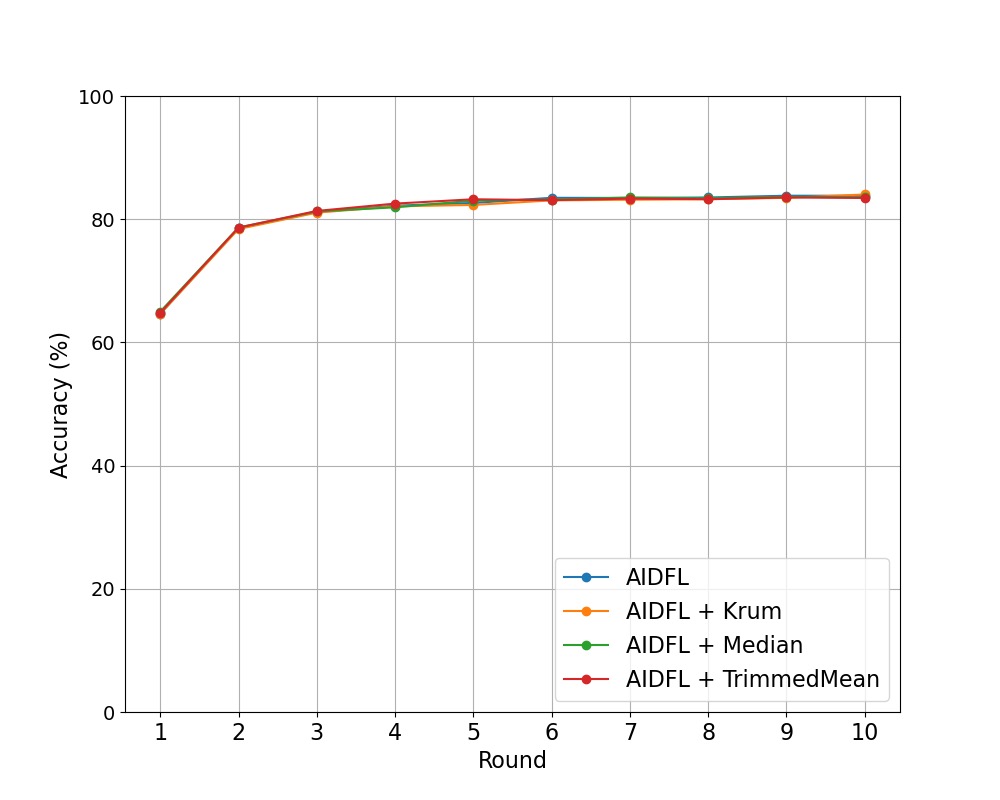 100
80
60
40
20
0
Accuracy (%)
1 2 3 4 5 6 7 8 9 10
Round
AIDFL
AIDFL + Krum
AIDFL + Median
AIDFL + TrimmedMean